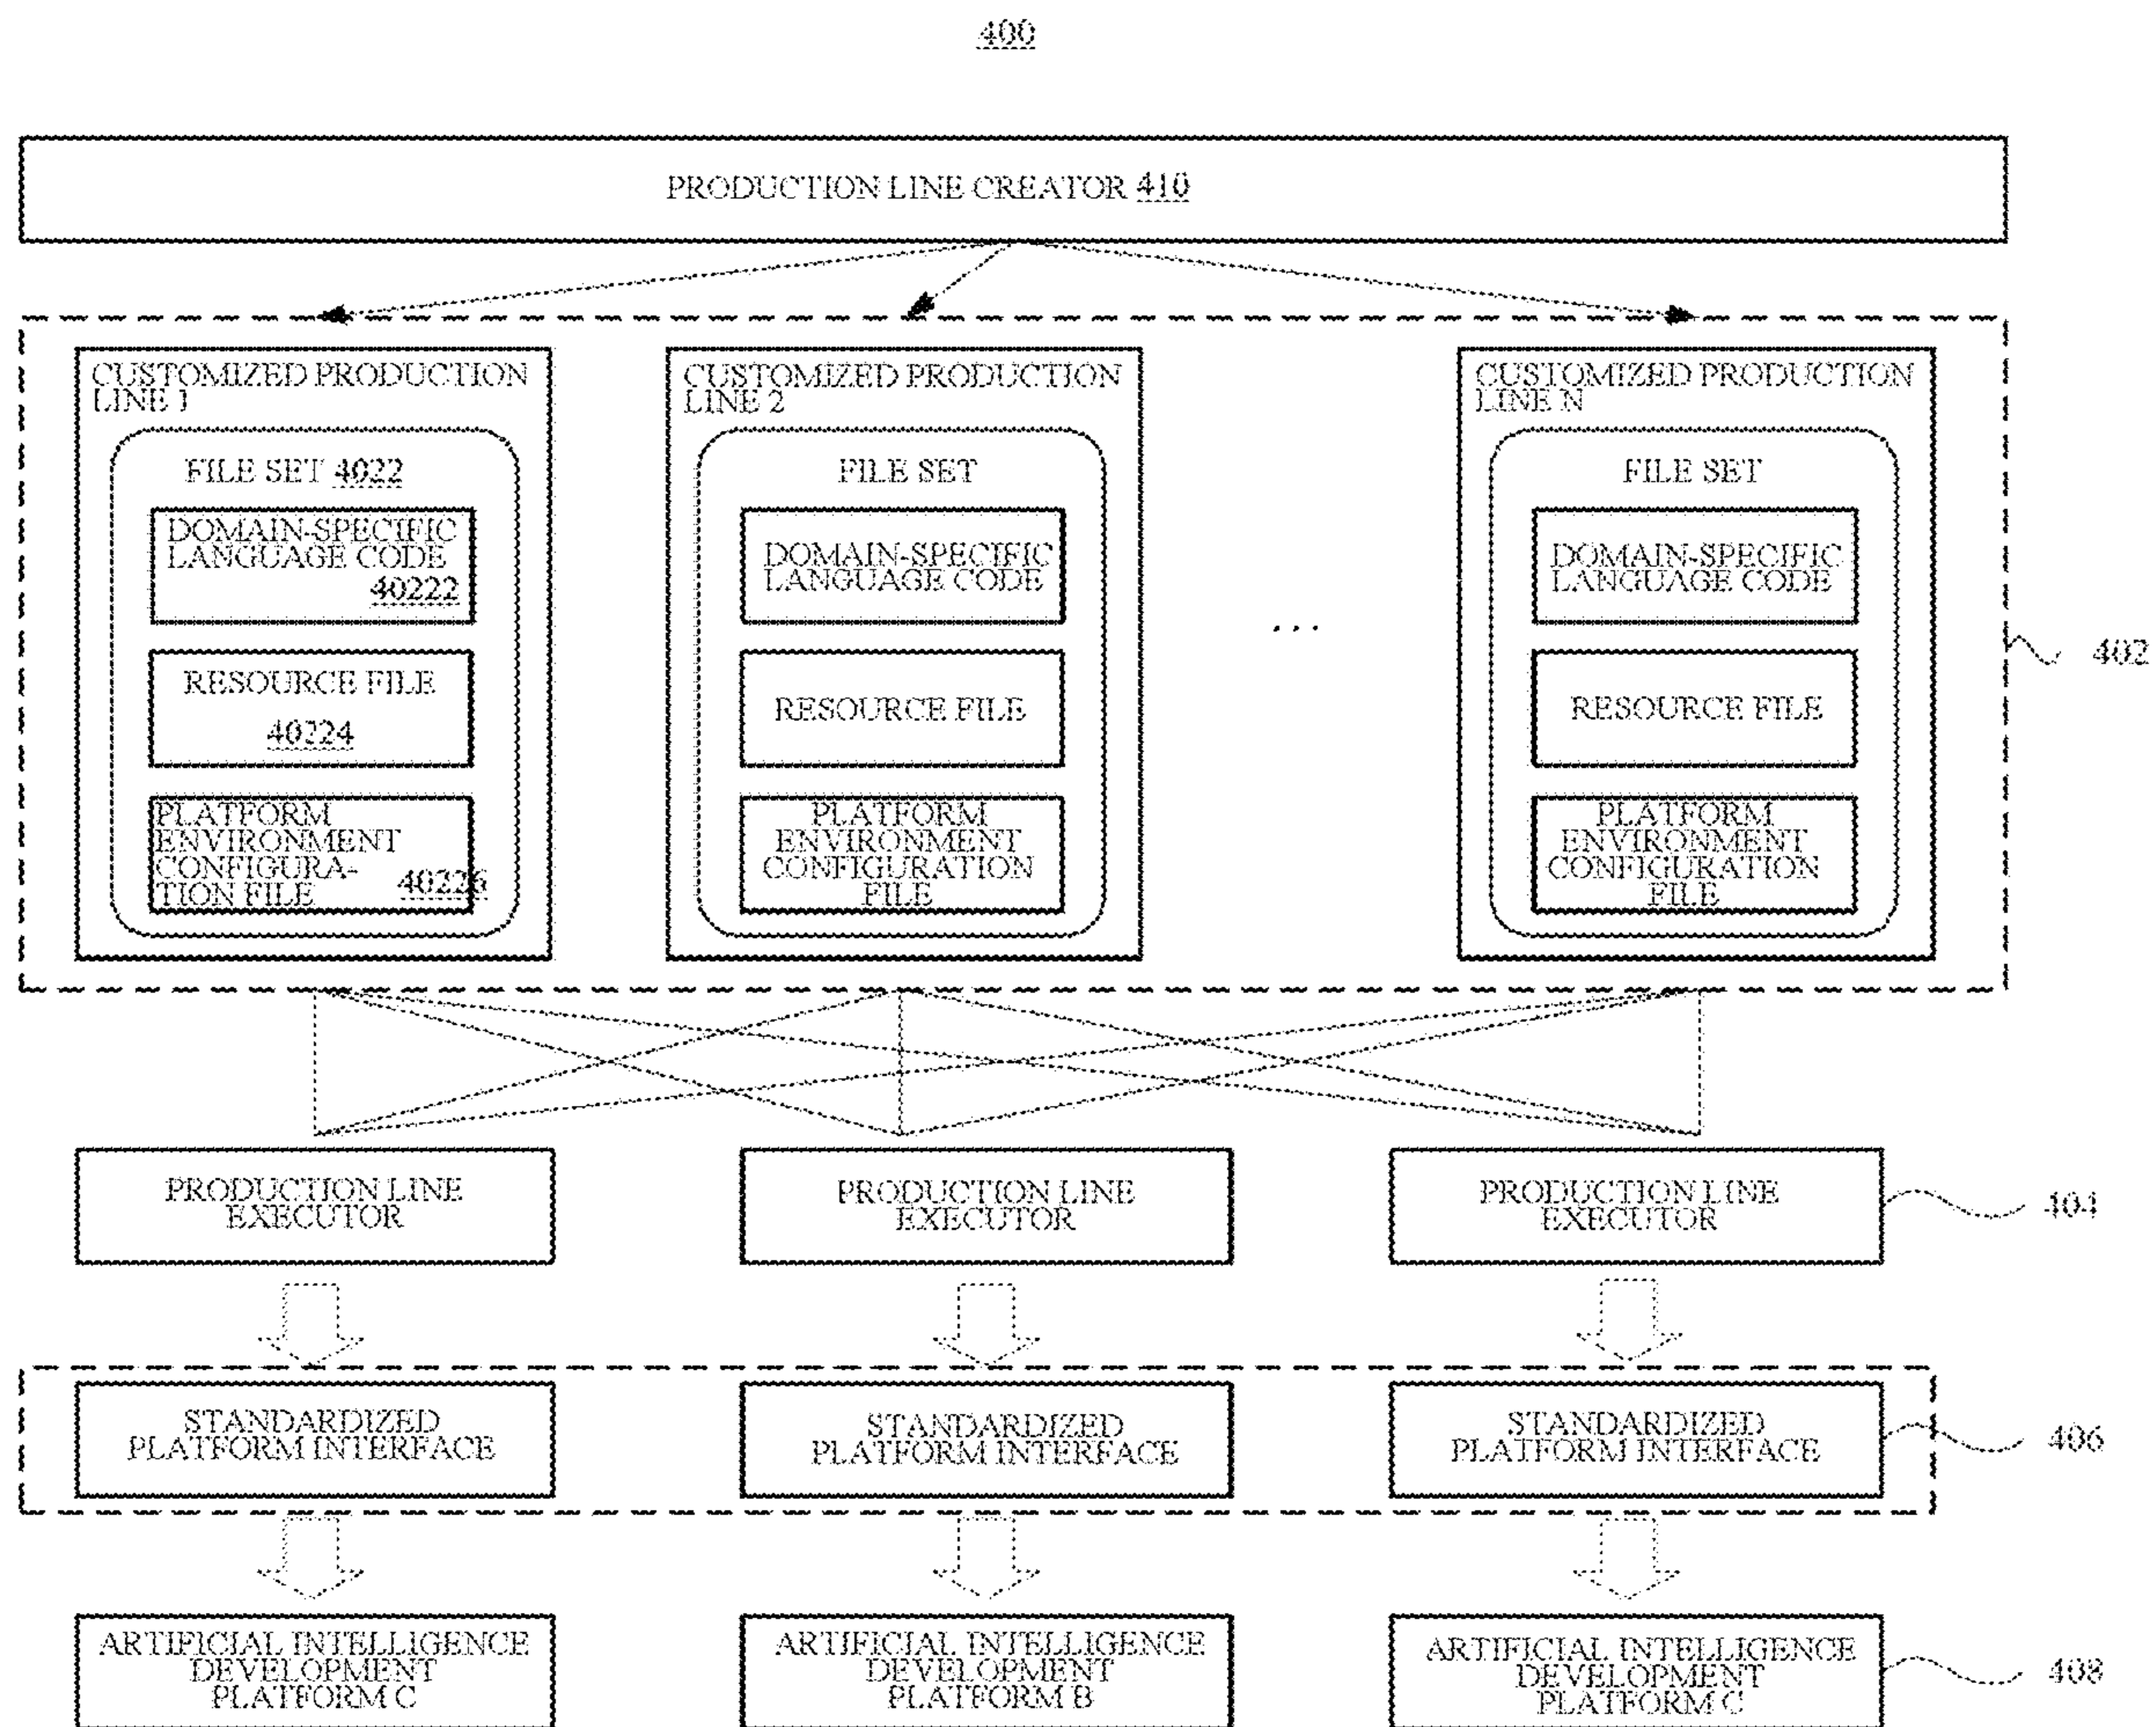 400
PRODUCTION LINE CREATOR 410
CUSTOMIZED PRODUCTION
LINE 1
FILE SET 4022
DOMAIN-SPECIFIC
LANGUAGE CODE
40222
RESOURCE FILE
40224
PLATFORM
ENVIRONMENT
CONFIGURA-
TION FILE
40226
CUSTOMIZED PRODUCTION
LINE 2
FILE SET
DOMAIN-SPECIFIC
LANGUAGE CODE
RESOURCE FILE
PLATFORM
ENVIRONMENT
CONFIGURATION
FILE
...
CUSTOMIZED PRODUCTION
LINE N
FILE SET
DOMAIN-SPECIFIC
LANGUAGE CODE
RESOURCE FILE
PLATFORM
ENVIRONMENT
CONFIGURATION
FILE
402
PRODUCTION LINE
EXECUTOR
PRODUCTION LINE
EXECUTOR
PRODUCTION LINE
EXECUTOR
404
STANDARDIZED
PLATFORM INTERFACE
STANDARDIZED
PLATFORM INTERFACE
STANDARDIZED
PLATFORM INTERFACE
406
ARTIFICIAL INTELLIGENCE
DEVELOPMENT
PLATFORM C
ARTIFICIAL INTELLIGENCE
DEVELOPMENT
PLATFORM B
ARTIFICIAL INTELLIGENCE
DEVELOPMENT
PLATFORM C
408